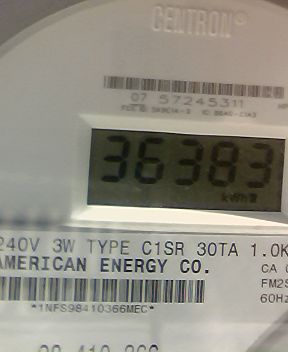 CENTRON®
07 57245311
36383
kWh
240V 3W TYPE C1SR 30TA 1.0K
AMERICAN ENERGY CO.
CA
FM2S
60Hz
*1NFS98410366MEC*